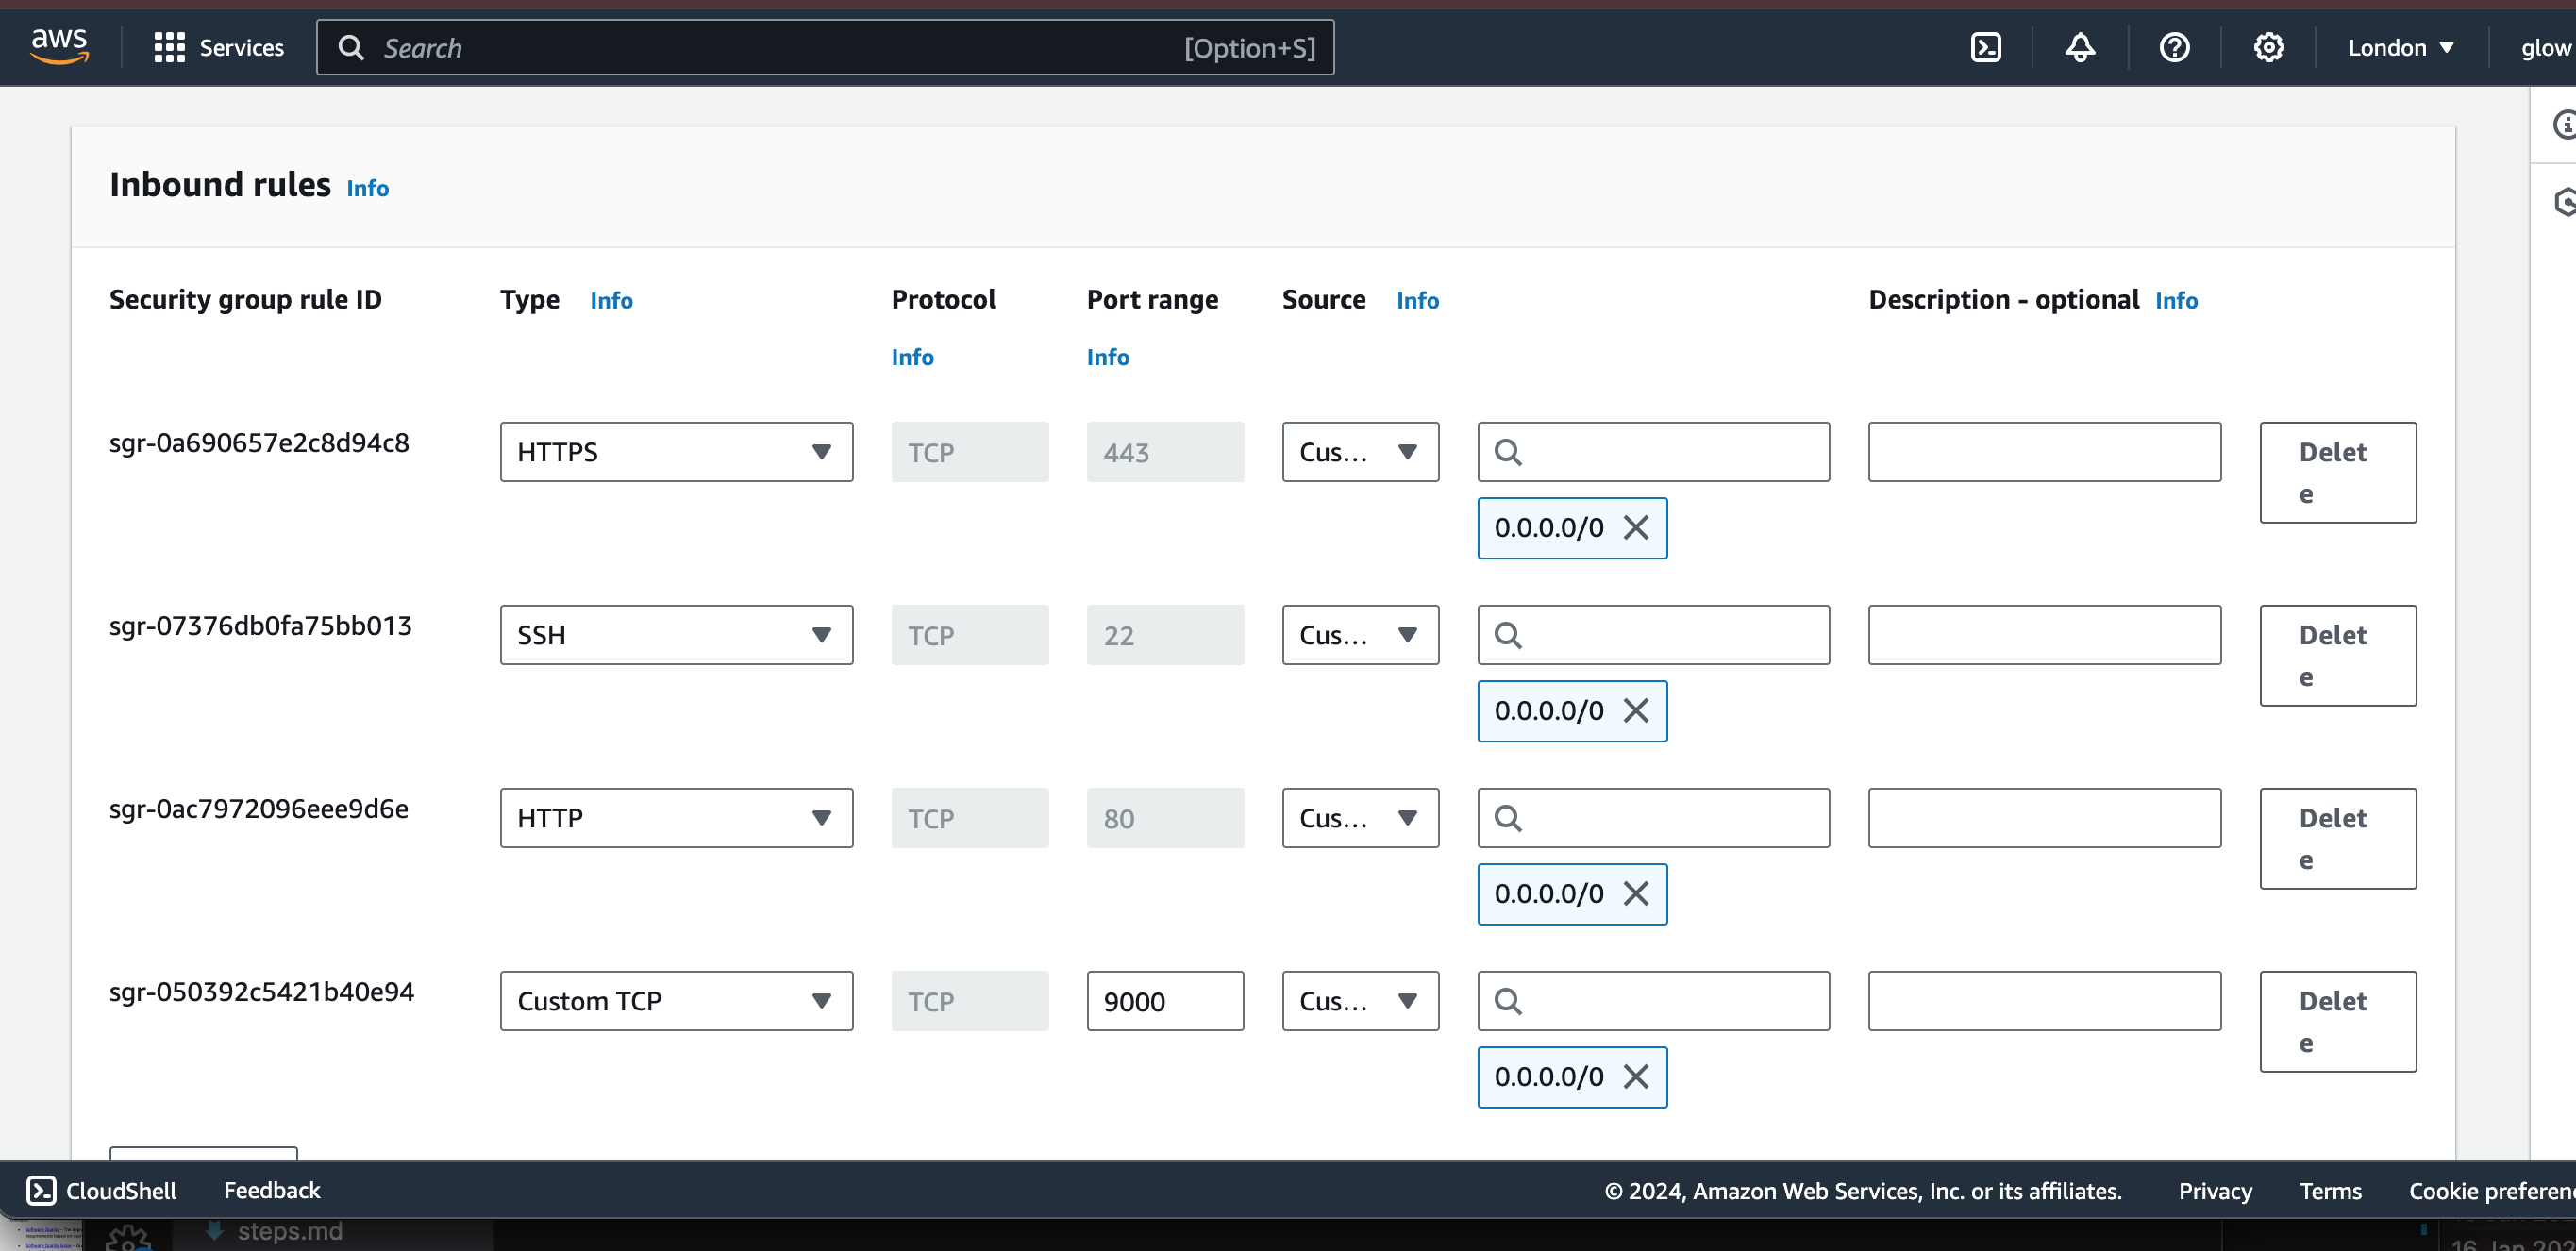 aws Services Search [Option+S] London glow
Inbound rules Info
Security group rule ID Type Info Protocol Port range Source Info Description - optional Info
Info Info
sgr-0a690657e2c8d94c8 HTTPS TCP 443 Cus... Delet
e
0.0.0.0/0
sgr-07376db0fa75bb013 SSH TCP 22 Cus... Delet
e
0.0.0.0/0
sgr-0ac7972096eee9d6e HTTP TCP 80 Cus... Delet
e
0.0.0.0/0
sgr-050392c5421b40e94 Custom TCP TCP 9000 Cus... Delet
e
0.0.0.0/0
CloudShell Feedback © 2024, Amazon Web Services, Inc. or its affiliates. Privacy Terms Cookie preferen
steps.md